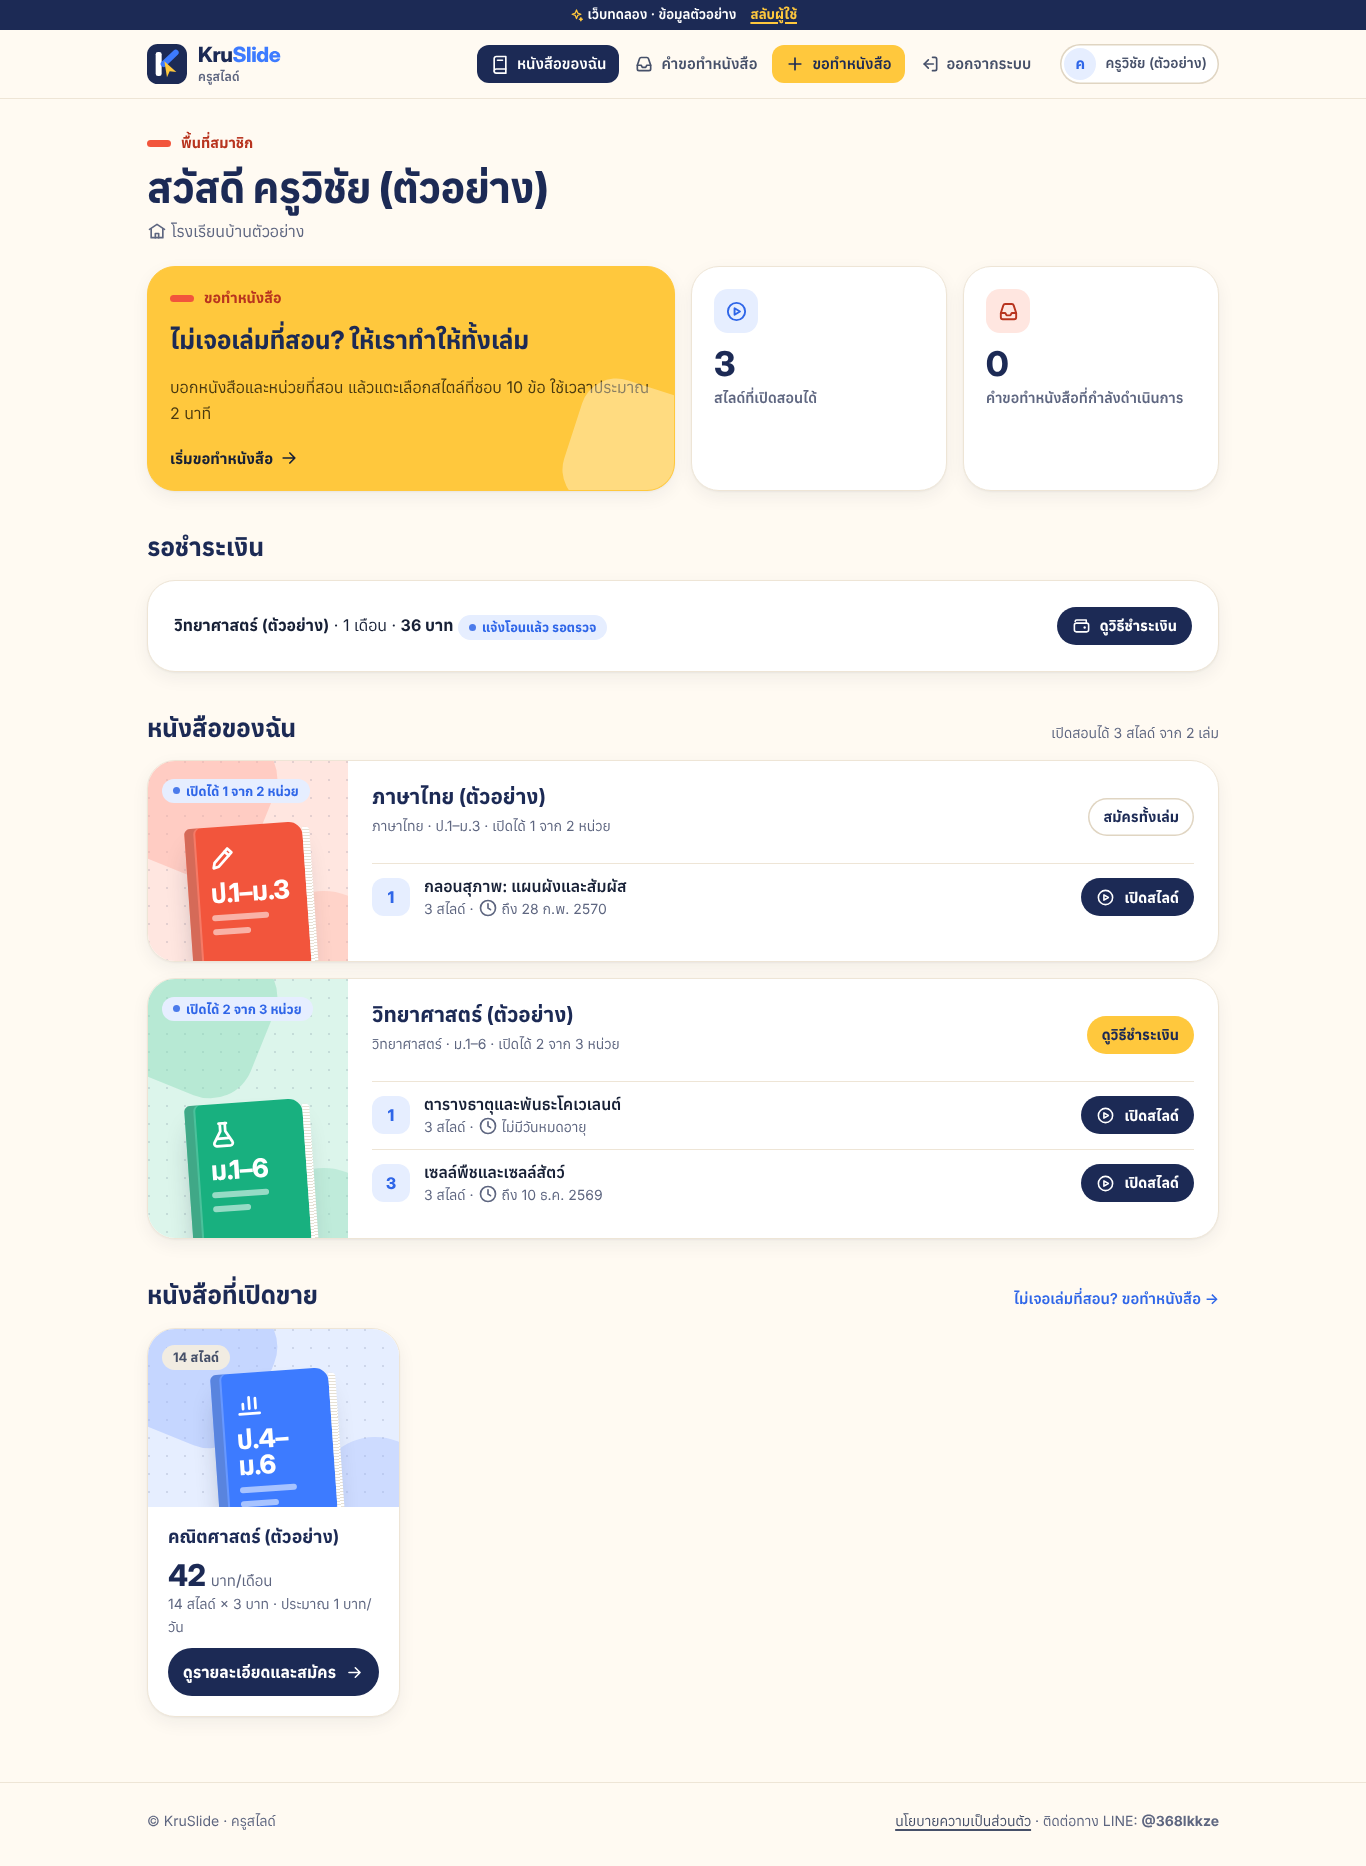 เว็บทดลอง · ข้อมูลตัวอย่าง สลับผู้ใช้
KruSlide
ครูสไลด์
หนังสือของฉัน
คำขอทำหนังสือ
ขอทำหนังสือ
ออกจากระบบ
ค ครูวิชัย (ตัวอย่าง)
พื้นที่สมาชิก
สวัสดี ครูวิชัย (ตัวอย่าง)
โรงเรียนบ้านตัวอย่าง
ขอทำหนังสือ
ไม่เจอเล่มที่สอน? ให้เราทำให้ทั้งเล่ม
บอกหนังสือและหน่วยที่สอน แล้วแตะเลือกสไตล์ที่ชอบ 10 ข้อ ใช้เวลาประมาณ
2 นาที
เริ่มขอทำหนังสือ →
3
สไลด์ที่เปิดสอนได้
0
คำขอทำหนังสือที่กำลังดำเนินการ
รอชำระเงิน
วิทยาศาสตร์ (ตัวอย่าง) · 1 เดือน · 36 บาท แจ้งโอนแล้ว รอตรวจ
ดูวิธีชำระเงิน
หนังสือของฉัน
เปิดสอนได้ 3 สไลด์ จาก 2 เล่ม
เปิดได้ 1 จาก 2 หน่วย
ป.1–ม.3
ภาษาไทย (ตัวอย่าง)
ภาษาไทย · ป.1–ม.3 · เปิดได้ 1 จาก 2 หน่วย
สมัครทั้งเล่ม
1
กลอนสุภาพ: แผนผังและสัมผัส
3 สไลด์ · ถึง 28 ก.พ. 2570
เปิดสไลด์
เปิดได้ 2 จาก 3 หน่วย
ม.1–6
วิทยาศาสตร์ (ตัวอย่าง)
วิทยาศาสตร์ · ม.1–6 · เปิดได้ 2 จาก 3 หน่วย
ดูวิธีชำระเงิน
1
ตารางธาตุและพันธะโคเวเลนต์
3 สไลด์ · ไม่มีวันหมดอายุ
เปิดสไลด์
3
เซลล์พืชและเซลล์สัตว์
3 สไลด์ · ถึง 10 ธ.ค. 2569
เปิดสไลด์
หนังสือที่เปิดขาย
ไม่เจอเล่มที่สอน? ขอทำหนังสือ →
14 สไลด์
ป.4–
ม.6
คณิตศาสตร์ (ตัวอย่าง)
42 บาท/เดือน
14 สไลด์ × 3 บาท · ประมาณ 1 บาท/
วัน
ดูรายละเอียดและสมัคร →
© KruSlide · ครูสไลด์
นโยบายความเป็นส่วนตัว · ติดต่อทาง LINE: @368lkkze